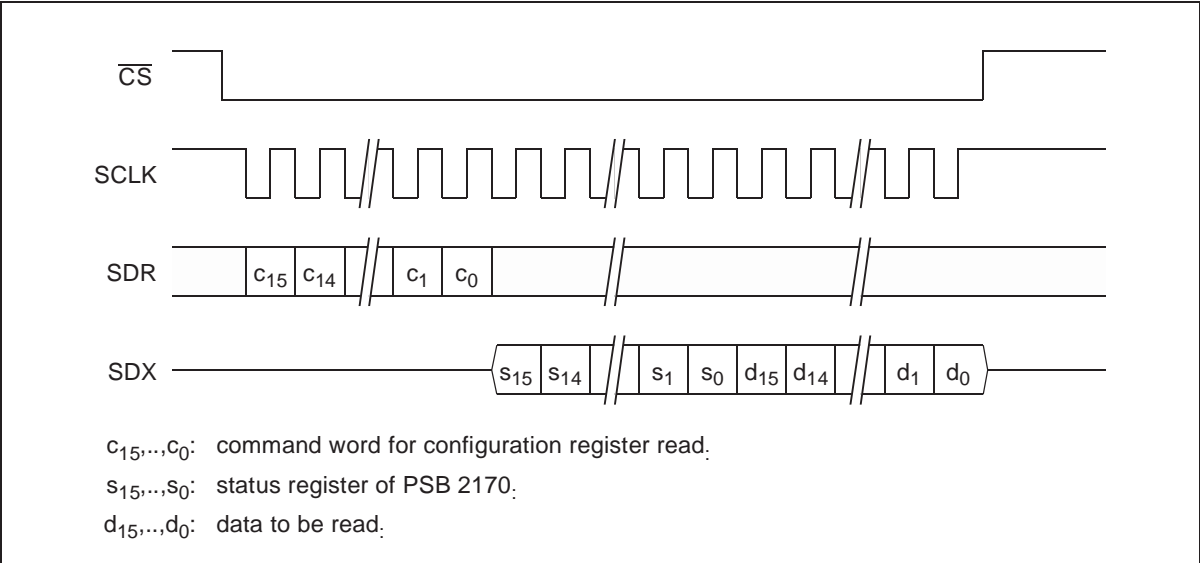 CS
SCLK
SDR c15 c14 c1 c0
SDX s15 s14 s1 s0 d15 d14 d1 d0
c15,..,c0: command word for configuration register read:
s15,..,s0: status register of PSB 2170:
d15,..,d0: data to be read: